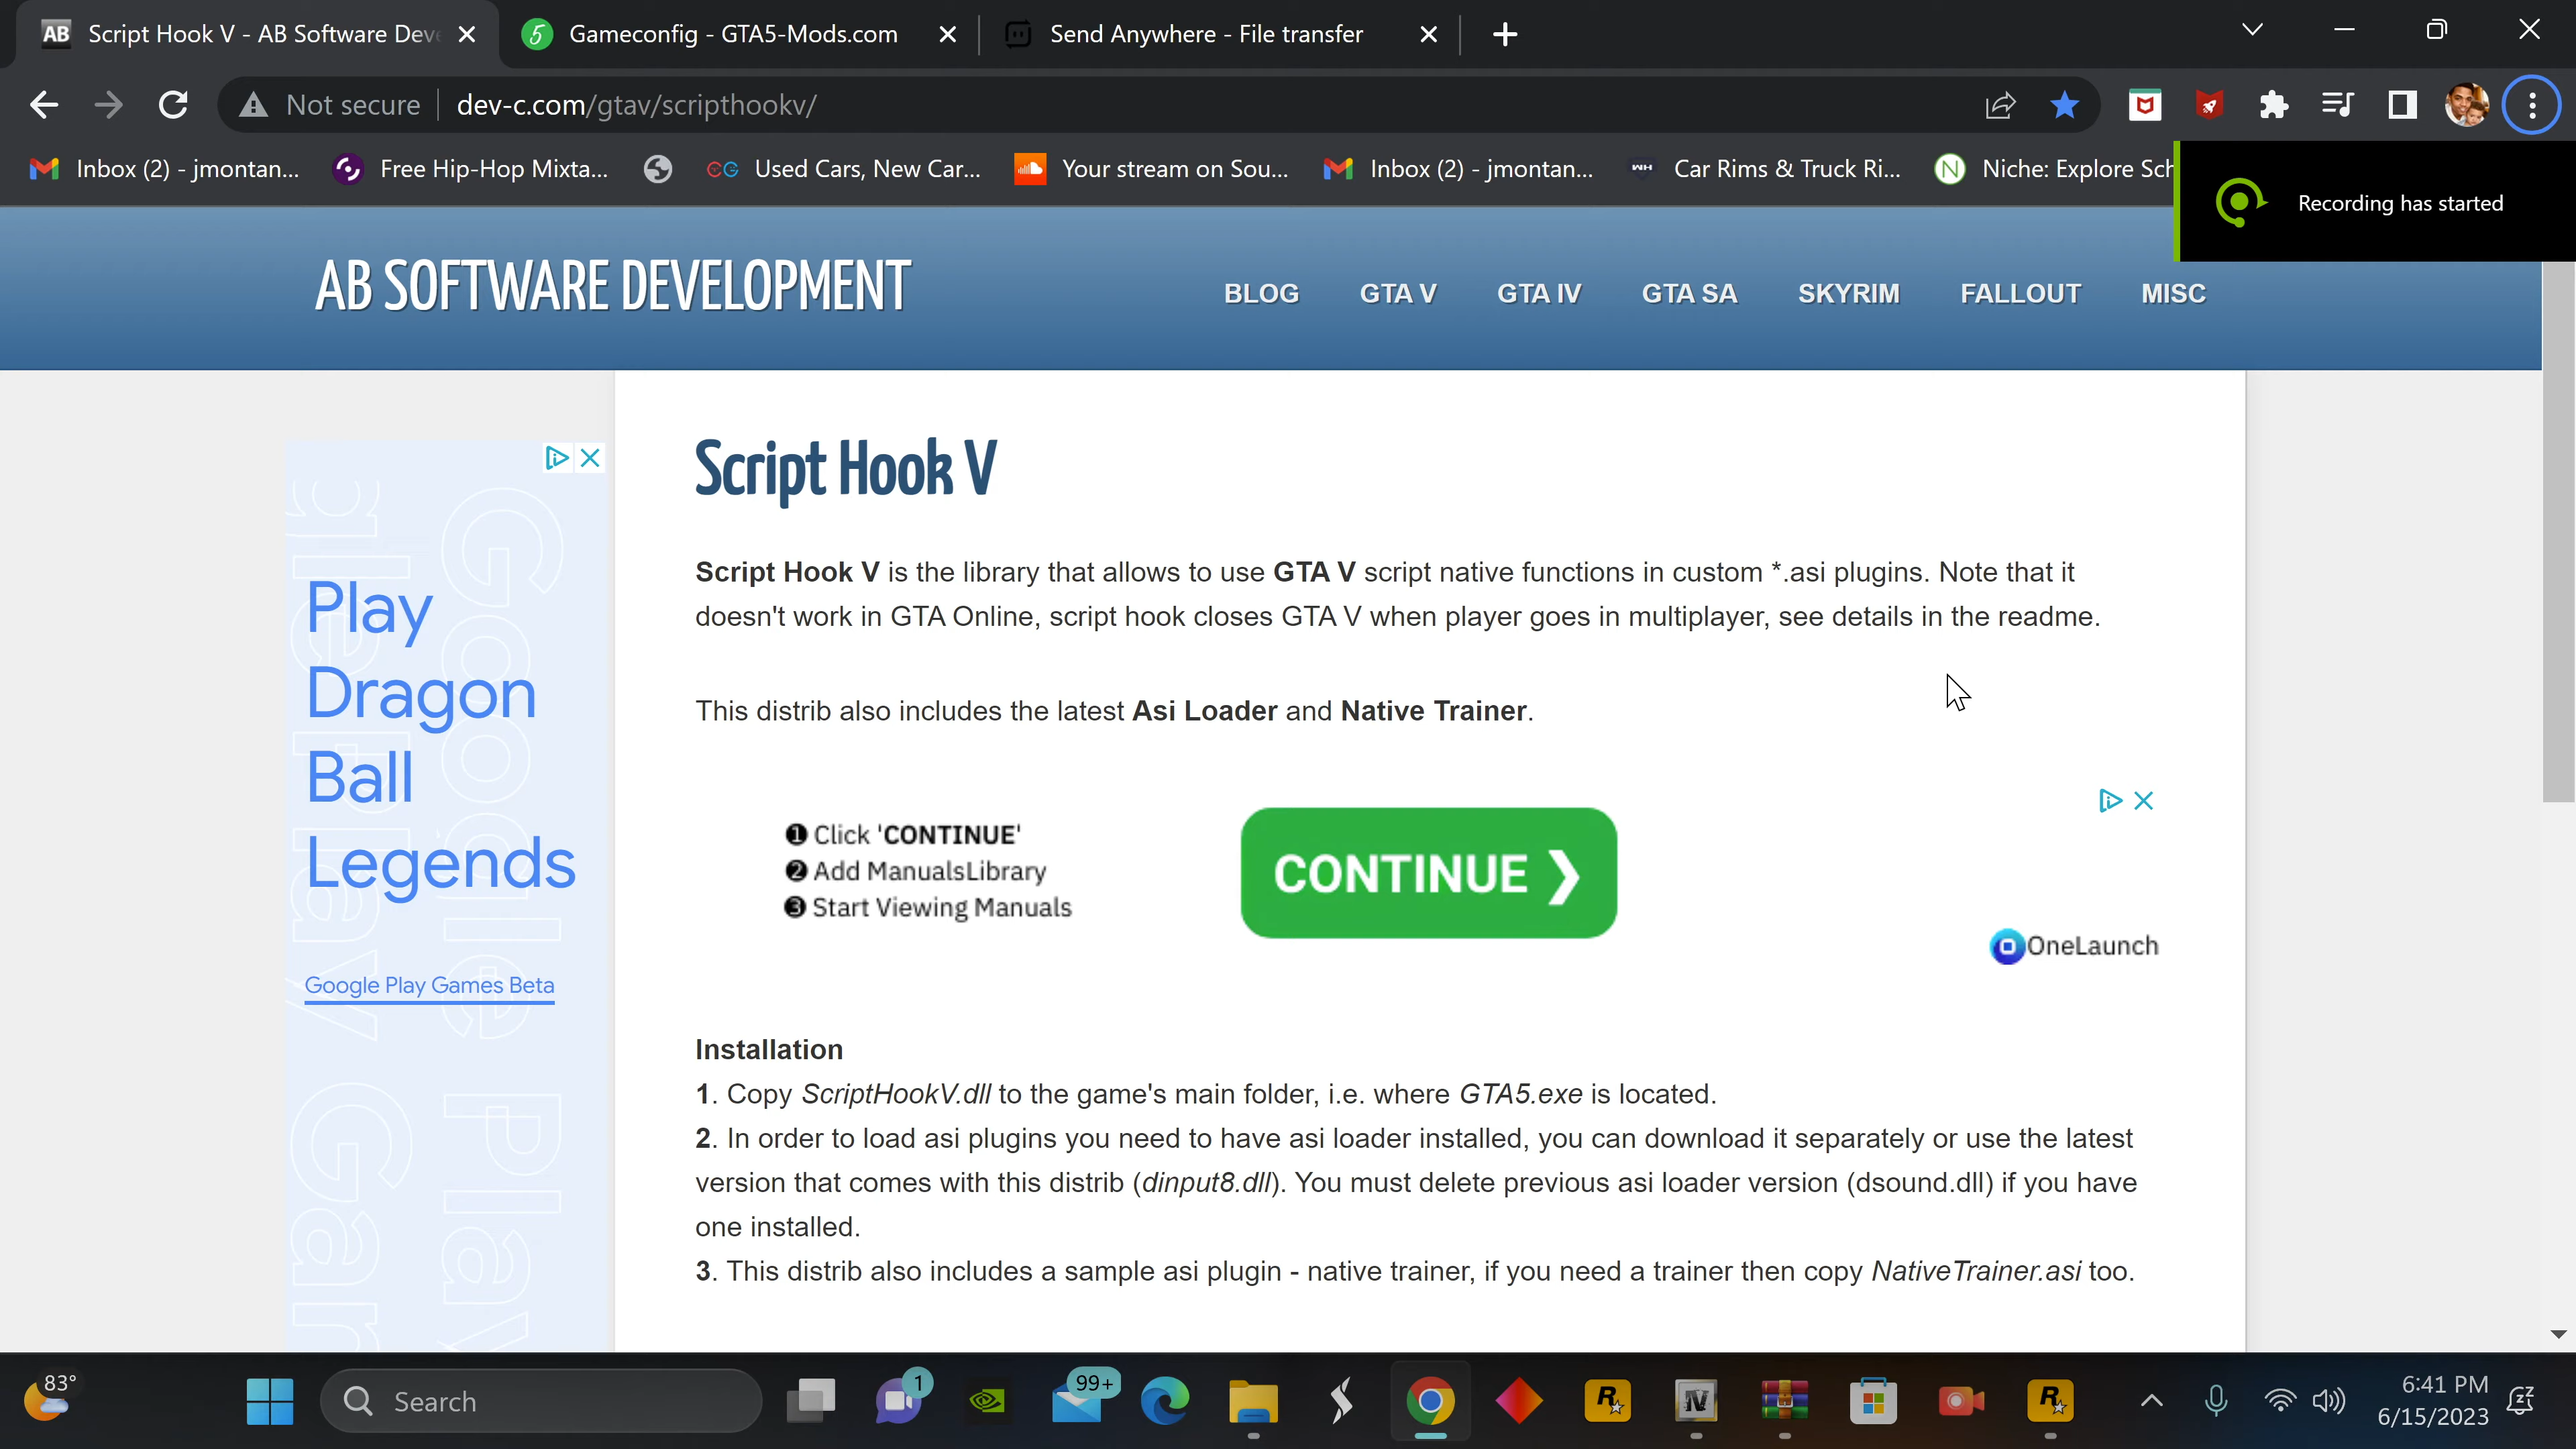 Script Hook V - AB Software Deve
Gameconfig - GTA5-Mods.com
Send Anywhere - File transfer
Not secure
dev-c.com/gtav/scripthookv/
Inbox (2) - jmontan...
Free Hip-Hop Mixta...
Used Cars, New Car...
Your stream on Sou...
Inbox (2) - jmontan...
Car Rims & Truck Ri...
Niche: Explore Sch
Recording has started
AB SOFTWARE DEVELOPMENT
BLOG
GTA V
GTA IV
GTA SA
SKYRIM
FALLOUT
MISC
Play
Dragon
Ball
Legends
Google Play Games Beta
Script Hook V
Script Hook V is the library that allows to use GTA V script native functions in custom *.asi plugins. Note that it
doesn't work in GTA Online, script hook closes GTA V when player goes in multiplayer, see details in the readme.
This distrib also includes the latest Asi Loader and Native Trainer.
❶ Click 'CONTINUE'
❷ Add ManualsLibrary
❸ Start Viewing Manuals
CONTINUE ❯
OneLaunch
Installation
1. Copy ScriptHookV.dll to the game's main folder, i.e. where GTA5.exe is located.
2. In order to load asi plugins you need to have asi loader installed, you can download it separately or use the latest
version that comes with this distrib (dinput8.dll). You must delete previous asi loader version (dsound.dll) if you have
one installed.
3. This distrib also includes a sample asi plugin - native trainer, if you need a trainer then copy NativeTrainer.asi too.
83°
Search
1
99+
6:41 PM
6/15/2023